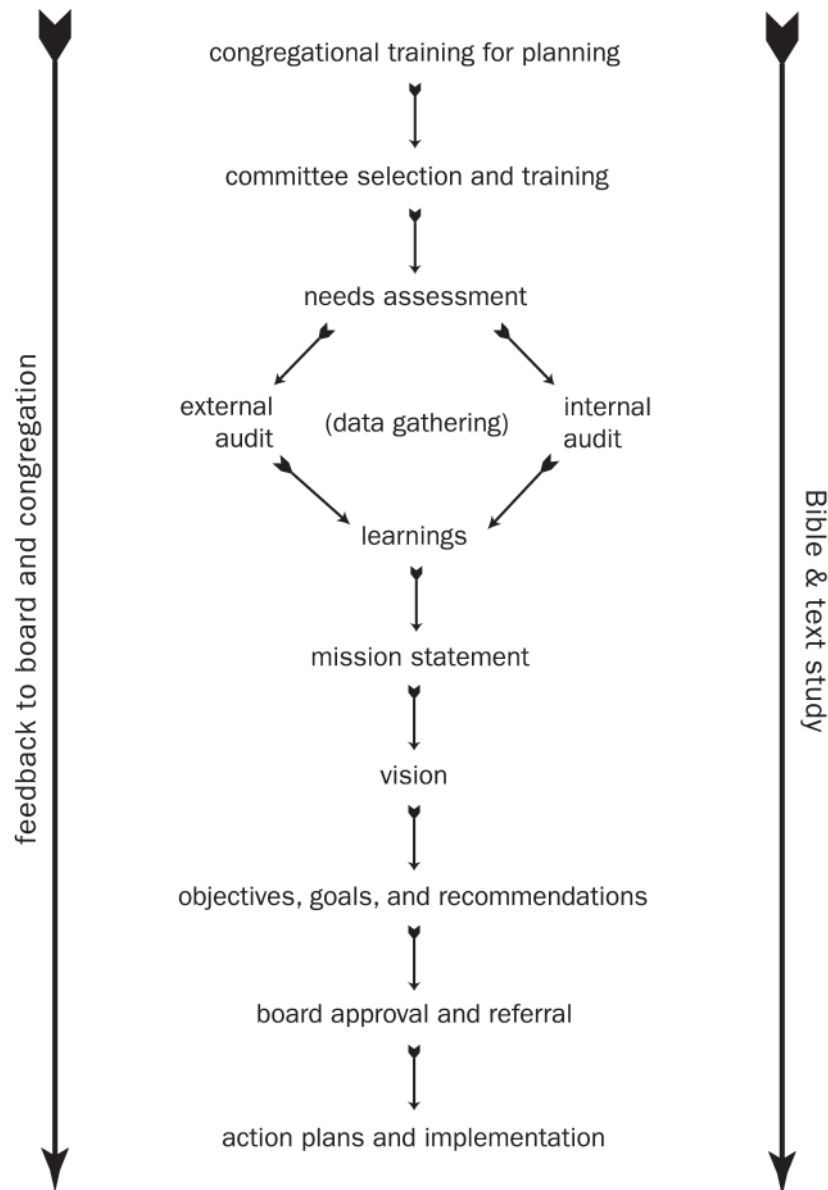 congregational training for planning
committee selection and training
needs assessment
external
audit
(data gathering)
internal
audit
learnings
mission statement
vision
objectives, goals, and recommendations
board approval and referral
action plans and implementation
feedback to board and congregation
Bible & text study